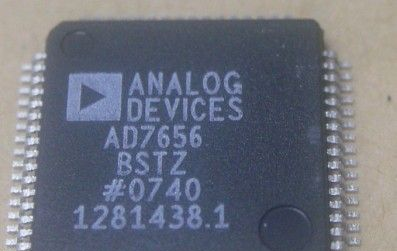 ANALOG
DEVICES
AD7656
BSTZ
#0740
1281438.1